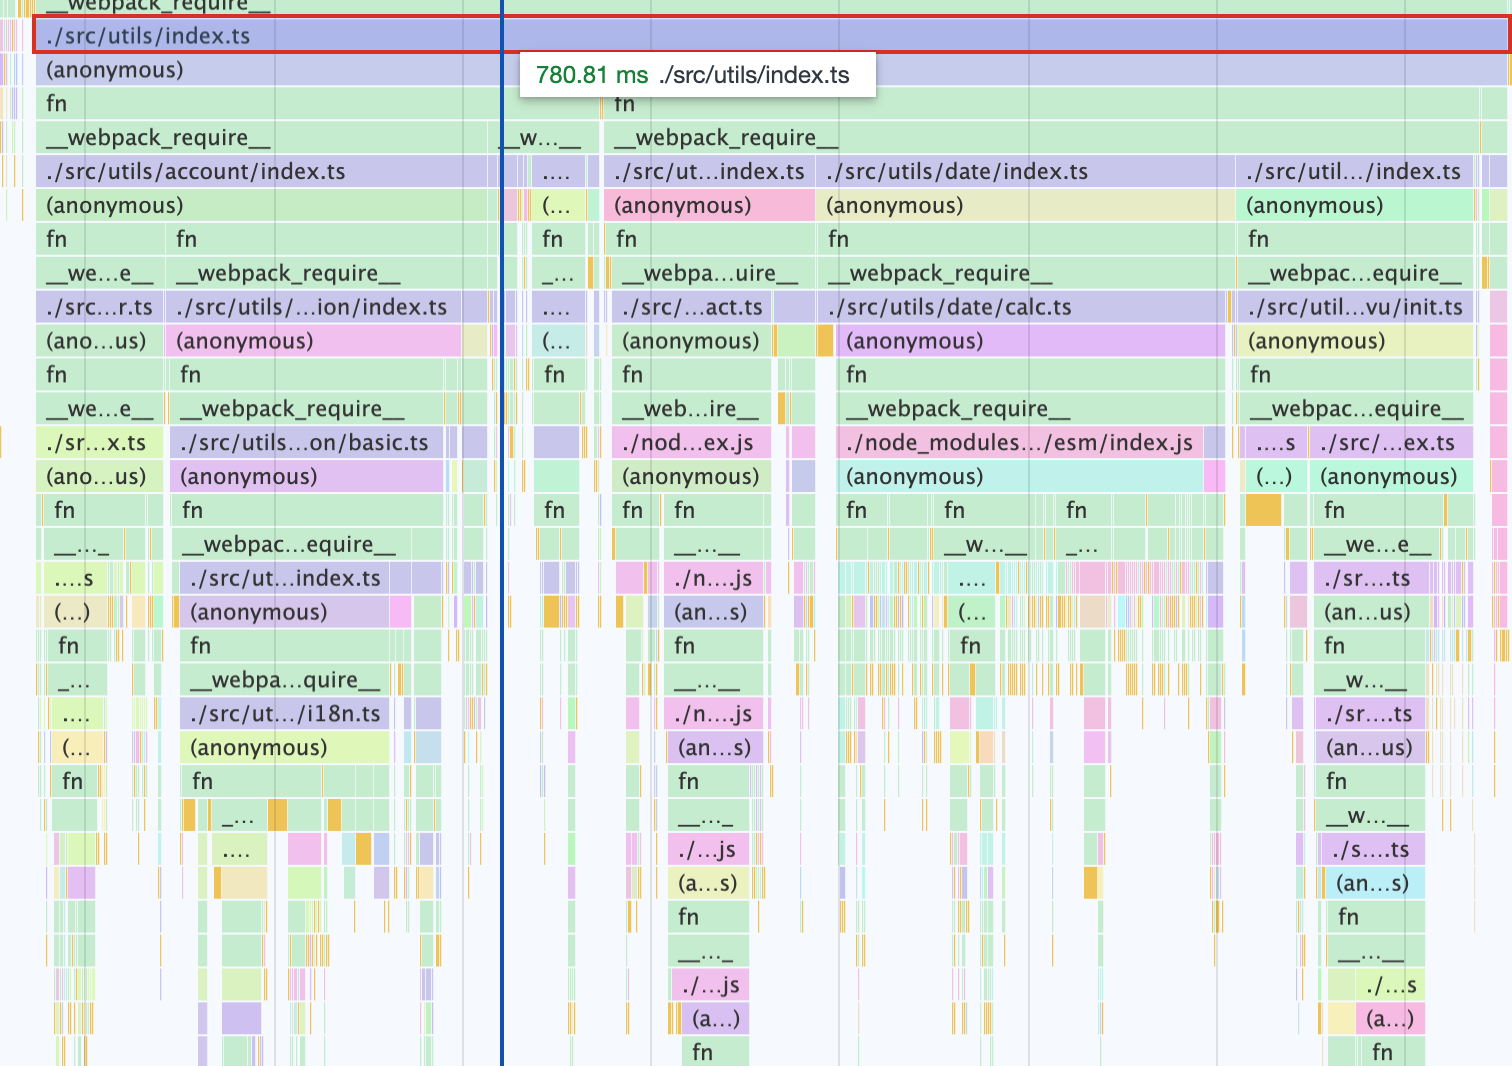 __webpack_require__
./src/utils/index.ts
(anonymous)
780.81 ms ./src/utils/index.ts
fn fn
__webpack_require__ __w...__ __webpack_require__
./src/utils/account/index.ts .... ./src/ut...index.ts ./src/utils/date/index.ts ./src/util.../index.ts
(anonymous) (... (anonymous) (anonymous) (anonymous)
fn fn fn fn fn fn
__we...e__ __webpack_require__ _... __webpa...uire__ __webpack_require__ __webpac...equire__
./src...r.ts ./src/utils/...ion/index.ts .... ./src/...act.ts ./src/utils/date/calc.ts ./src/util...vu/init.ts
(ano...us) (anonymous) (... (anonymous) (anonymous) (anonymous)
fn fn fn fn fn fn
__we...e__ __webpack_require__ __web...ire__ __webpack_require__ __webpac...equire__
./sr...x.ts ./src/utils...on/basic.ts ./nod...ex.js ./node_modules.../esm/index.js ....s ./src/...ex.ts
(ano...us) (anonymous) (anonymous) (anonymous) (...) (anonymous)
fn fn fn fn fn fn fn fn fn
__..._ __webpac...equire__ __...__ __w...__ _... __we...e__
....s ./src/ut...index.ts ./n....js .... ./sr....ts
(...) (anonymous) (an...s) (... (an...us)
fn fn fn fn fn
_... __webpa...quire__ __...__ __w...__
.... ./src/ut.../i18n.ts ./n....js ./sr....ts
(... (anonymous) (an...s) (an...us)
fn fn fn fn
_... __..._ __w...__
.... ./...js ./s....ts
(a...s) (an...s)
fn fn
__..._ __...__
./...js ./...s
(a...) (a...)
fn fn